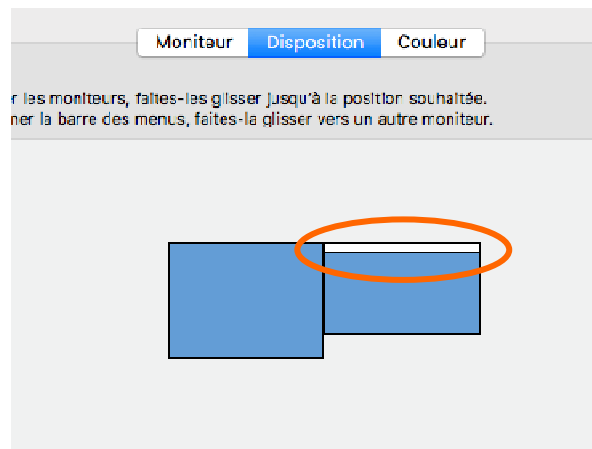 Moniteur Disposition Couleur
r les moniteurs, faites-les glisser jusqu'à la position souhaitée.
ner la barre des menus, faites-la glisser vers un autre moniteur.